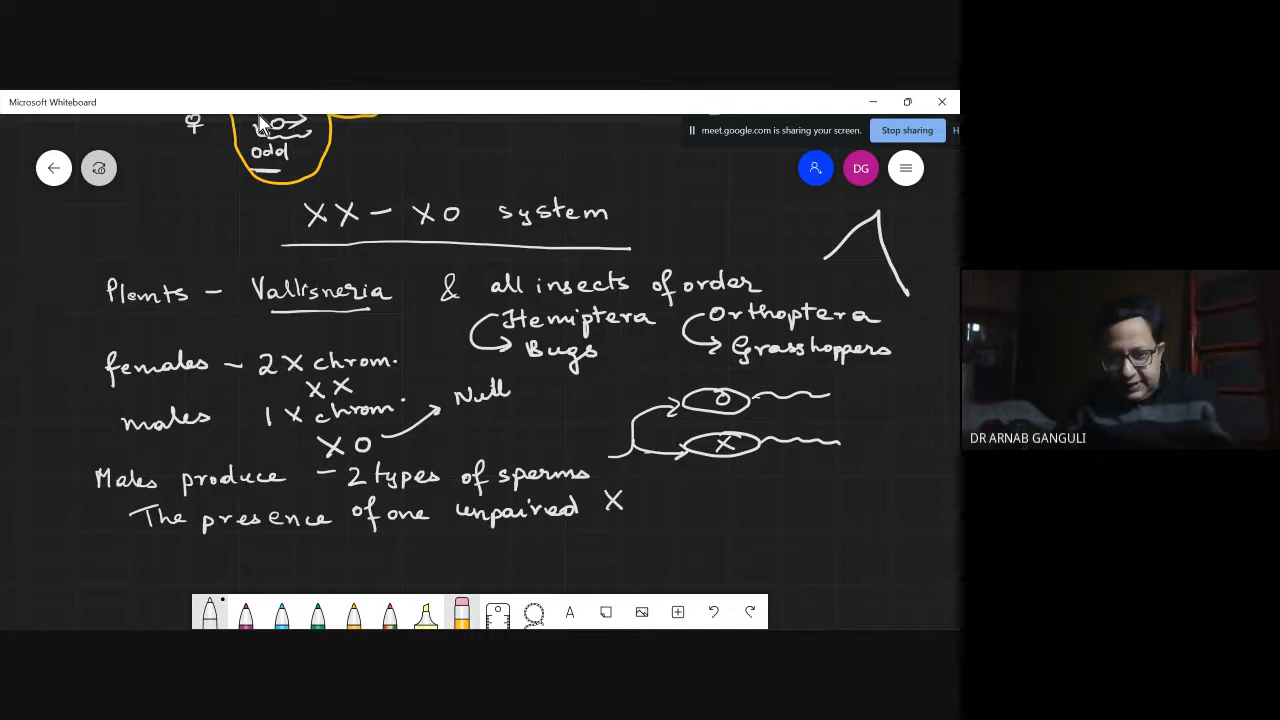 Microsoft Whiteboard
meet.google.com is sharing your screen.
Stop sharing
H
DG
♀
odd
XX - XO system
Plants - Vallisneria & all insects of order
Hemiptera Orthoptera
Bugs Grasshoppers
females - 2 X chrom.
XX
males 1 X chrom.
XO Null
O
X
Males produce - 2 types of sperms
The presence of one unpaired X
A
DR ARNAB GANGULI